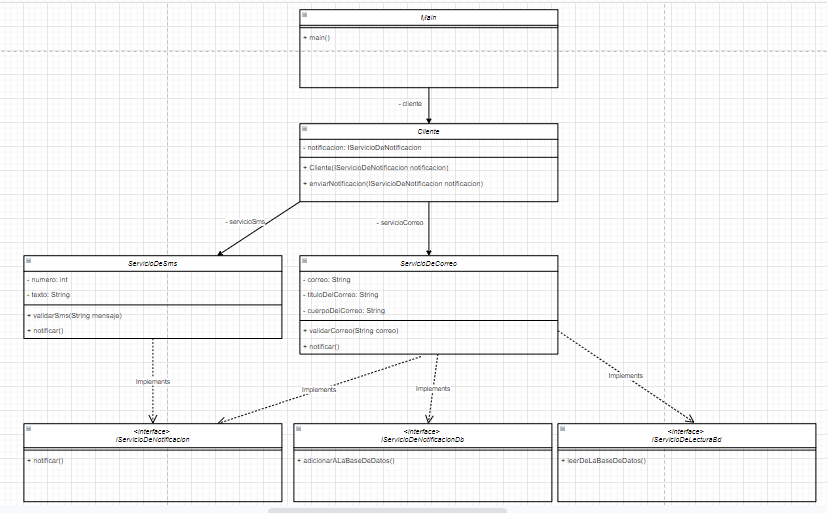 Main
+ main()
- cliente
Cliente
- notificacion: IServicioDeNotificacion
+ Cliente(IServicioDeNotificacion notificacion)
+ enviarNotificacion(IServicioDeNotificacion notificacion)
- servicioSms
- servicioCorreo
ServicioDeSms
- numero: int
- texto: String
+ validarSms(String mensaje)
+ notificar()
ServicioDeCorreo
- correo: String
- tituloDelCorreo: String
- cuerpoDelCorreo: String
+ validarCorreo(String correo)
+ notificar()
Implements
Implements
Implements
Implements
<Interface>
IServicioDeNotificacion
+ notificar()
<Interface>
IServicioDeNotificacionDb
+ adicionarALaBaseDeDatos()
<Interface>
IServicioDeLecturaBd
+ leerDeLaBaseDeDatos()